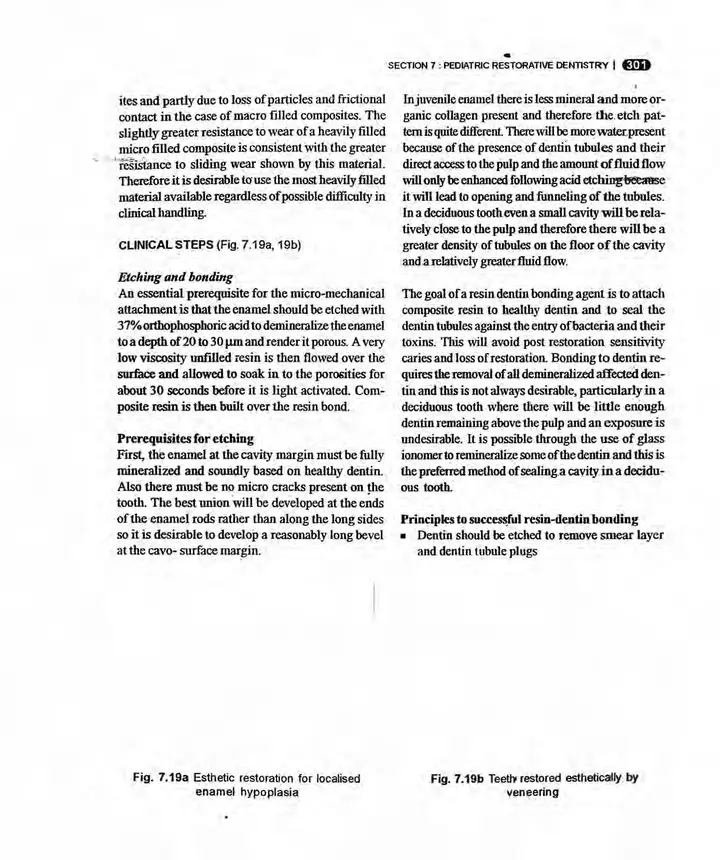 SECTION 7 : PEDIATRIC RESTORATIVE DENTISTRY | 301
ites and partly due to loss of particles and frictional
contact in the case of macro filled composites. The
slightly greater resistance to wear of a heavily filled
micro filled composite is consistent with the greater
resistance to sliding wear shown by this material.
Therefore it is desirable to use the most heavily filled
material available regardless of possible difficulty in
clinical handling.
CLINICAL STEPS (Fig. 7.19a, 19b)
Etching and bonding
An essential prerequisite for the micro-mechanical
attachment is that the enamel should be etched with
37% orthophosphoric acid to demineralize the enamel
to a depth of 20 to 30 µm and render it porous. A very
low viscosity unfilled resin is then flowed over the
surface and allowed to soak in to the porosities for
about 30 seconds before it is light activated. Com-
posite resin is then built over the resin bond.
Prerequisites for etching
First, the enamel at the cavity margin must be fully
mineralized and soundly based on healthy dentin.
Also there must be no micro cracks present on the
tooth. The best union will be developed at the ends
of the enamel rods rather than along the long sides
so it is desirable to develop a reasonably long bevel
at the cavo- surface margin.
In juvenile enamel there is less mineral and more or-
ganic collagen present and therefore the etch pat-
tern is quite different. There will be more water present
because of the presence of dentin tubules and their
direct access to the pulp and the amount of fluid flow
will only be enhanced following acid etching because
it will lead to opening and funneling of the tubules.
In a deciduous tooth even a small cavity will be rela-
tively close to the pulp and therefore there will be a
greater density of tubules on the floor of the cavity
and a relatively greater fluid flow.
The goal of a resin dentin bonding agent is to attach
composite resin to healthy dentin and to seal the
dentin tubules against the entry of bacteria and their
toxins. This will avoid post restoration sensitivity
caries and loss of restoration. Bonding to dentin re-
quires the removal of all demineralized affected den-
tin and this is not always desirable, particularly in a
deciduous tooth where there will be little enough
dentin remaining above the pulp and an exposure is
undesirable. It is possible through the use of glass
ionomer to remineralize some of the dentin and this is
the preferred method of sealing a cavity in a decidu-
ous tooth.
Principles to successful resin-dentin bonding
▪ Dentin should be etched to remove smear layer
and dentin tubule plugs
Fig. 7.19a Esthetic restoration for localised
enamel hypoplasia
Fig. 7.19b Teeth restored esthetically by
veneering